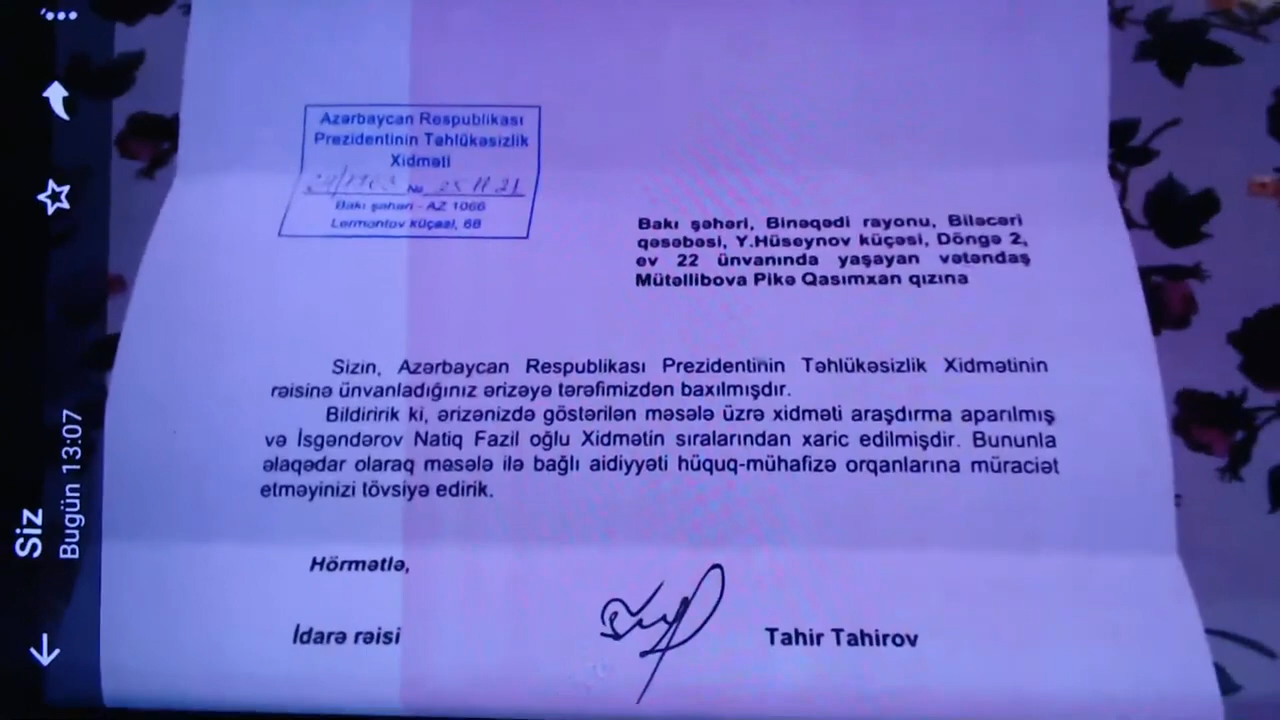 Siz
Bugün 13:07
Azərbaycan Respublikası
Prezidentinin Təhlükəsizlik
Xidməti
№ 25 11 21
Bakı şəhəri - AZ 1066
Lermontov küçəsi, 68
Bakı şəhəri, Binəqədi rayonu, Biləcəri
qəsəbəsi, Y.Hüseynov küçəsi, Döngə 2,
ev 22 ünvanında yaşayan vətəndaş
Mütəllibova Pikə Qasımxan qızına
Sizin, Azərbaycan Respublikası Prezidentinin Təhlükəsizlik Xidmətinin
rəisinə ünvanladığınız ərizəyə tərəfimizdən baxılmışdır.
Bildiririk ki, ərizənizdə göstərilən məsələ üzrə xidməti araşdırma aparılmış
və İsgəndərov Natiq Fazil oğlu Xidmətin sıralarından xaric edilmişdir. Bununla
əlaqədar olaraq məsələ ilə bağlı aidiyyəti hüquq-mühafizə orqanlarına müraciət
etməyinizi tövsiyə edirik.
Hörmətlə,
İdarə rəisi
Tahir Tahirov